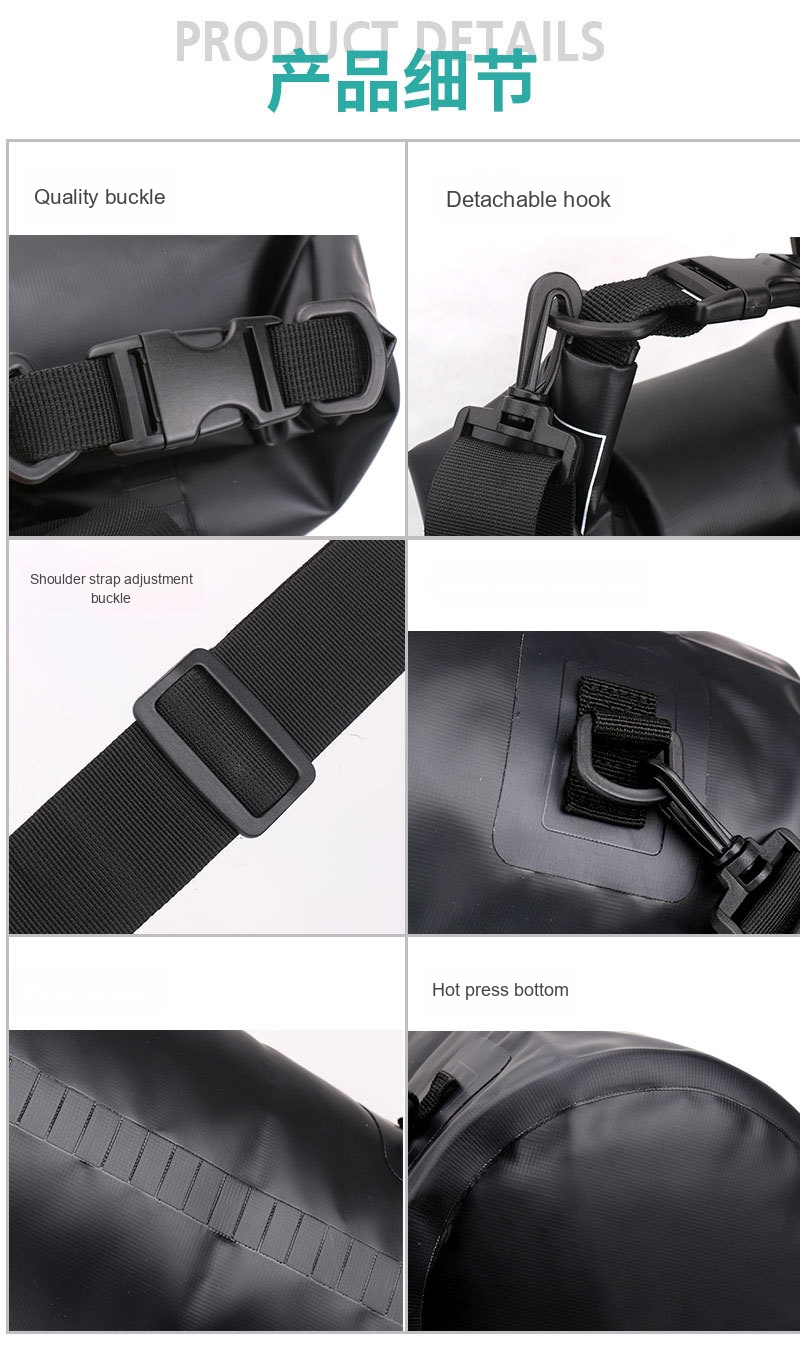 PRODUCT DETAILS
产品细节
Quality buckle
Detachable hook
Shoulder strap adjustment
buckle
Hot press bottom